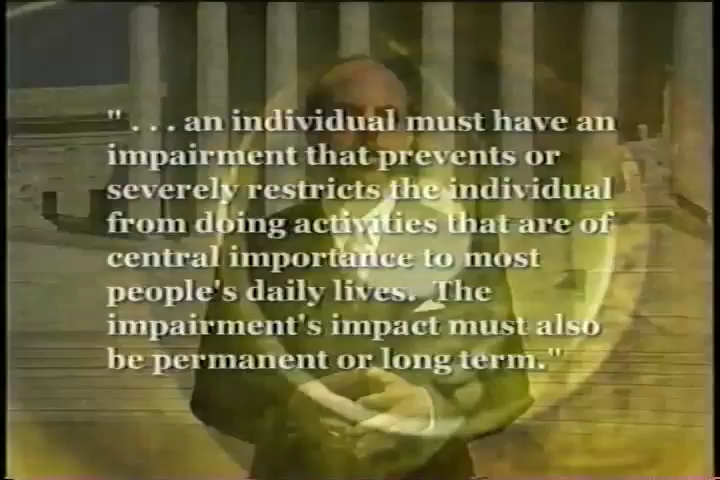 " . . . an individual must have an
impairment that prevents or
severely restricts the individual
from doing activities that are of
central importance to most
people's daily lives.  The
impairment's impact must also
be permanent or long term."